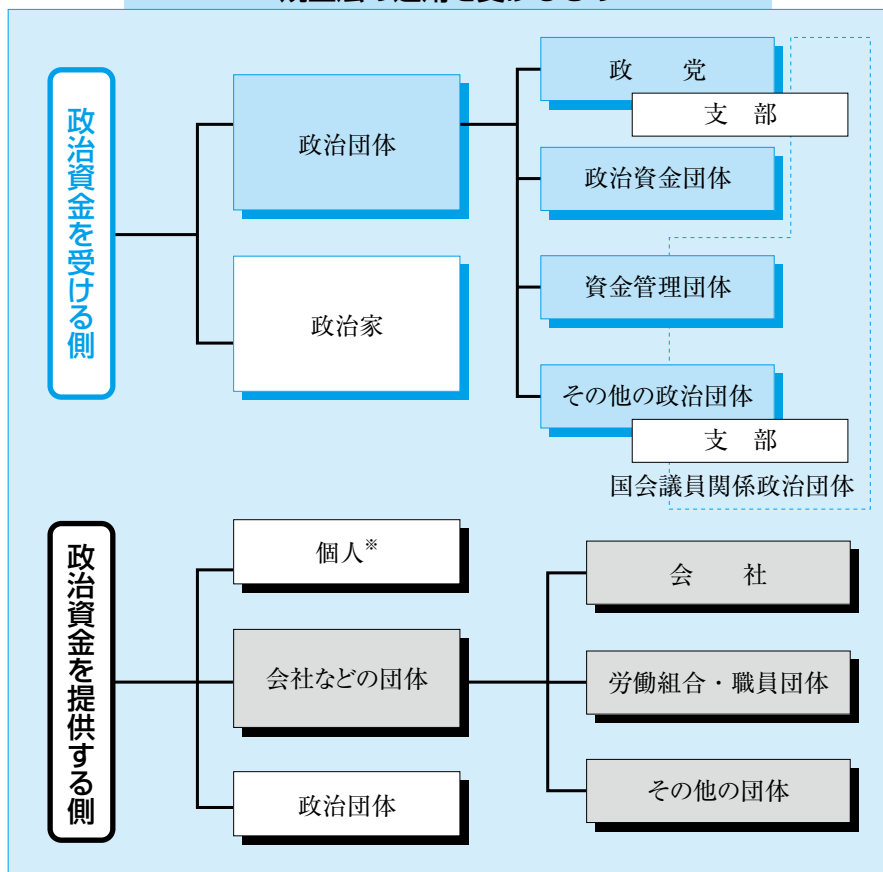 政治資金を受ける側
政治団体
政治家
政　党
支　部
政治資金団体
資金管理団体
その他の政治団体
支　部
国会議員関係政治団体
政治資金を提供する側
個人※
会社などの団体
政治団体
会　社
労働組合・職員団体
その他の団体